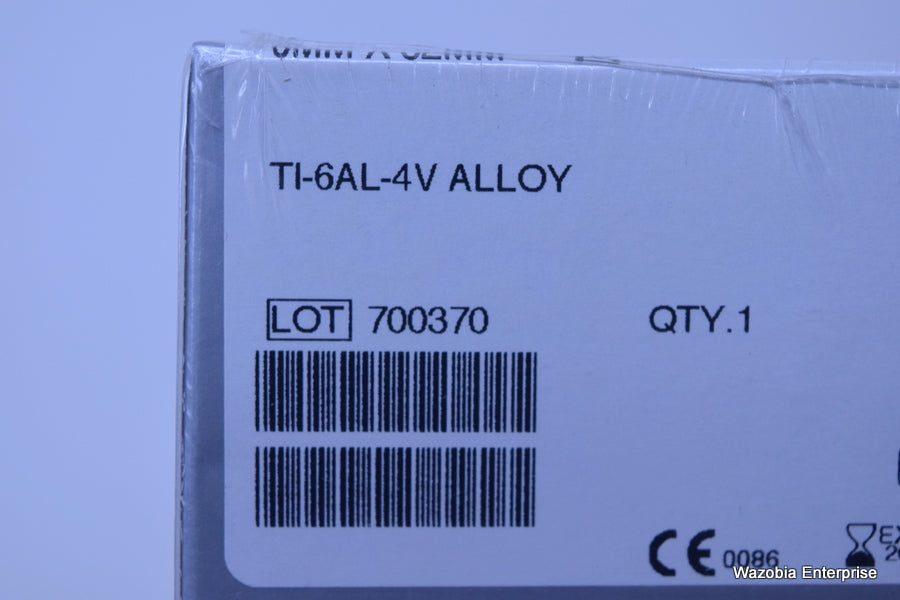 TI-6AL-4V ALLOY
LOT 700370
QTY.1
CE 0086
Wazobia Enterprise